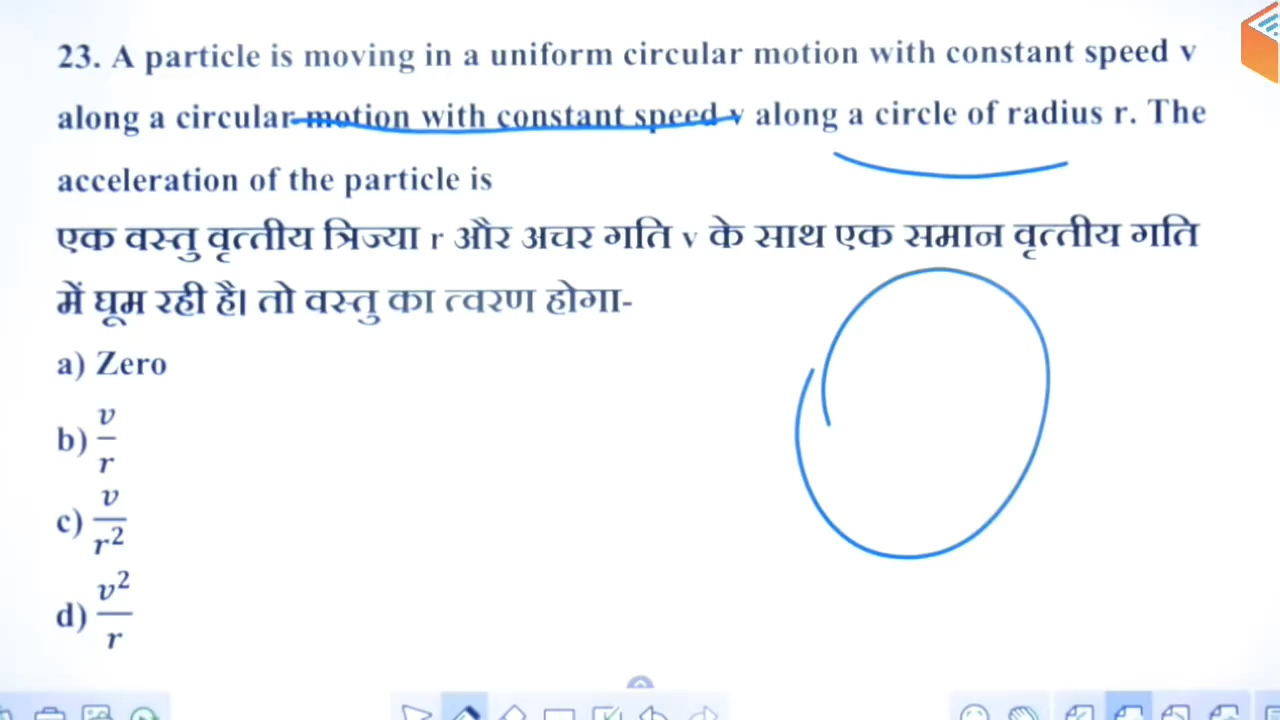 23. A particle is moving in a uniform circular motion with constant speed v
along a circular motion with constant speed v along a circle of radius r. The
acceleration of the particle is
एक वस्तु वृत्तीय त्रिज्या r और अचर गति v के साथ एक समान वृत्तीय गति
में घूम रही है। तो वस्तु का त्वरण होगा-
a) Zero
b) v/r
c) v/r²
d) v²/r